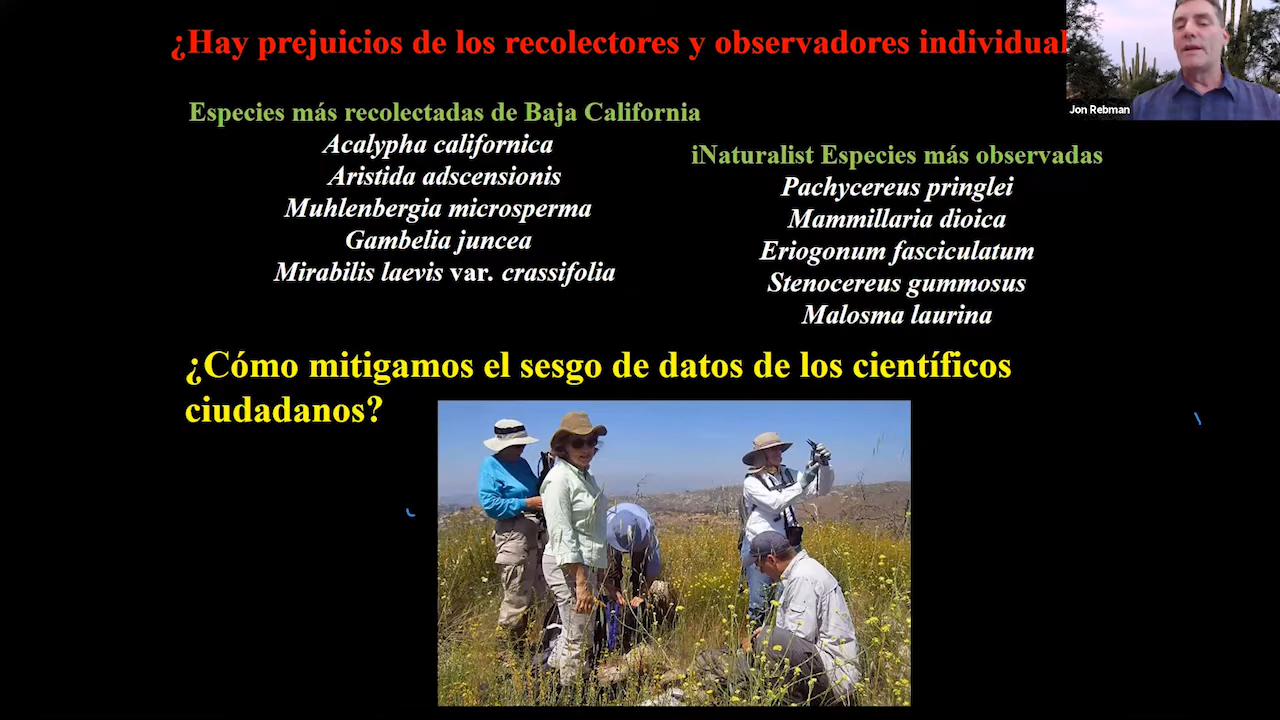 ¿Hay prejuicios de los recolectores y observadores individual
Jon Rebman
Especies más recolectadas de Baja California
Acalypha californica
Aristida adscensionis
Muhlenbergia microsperma
Gambelia juncea
Mirabilis laevis var. crassifolia
iNaturalist Especies más observadas
Pachycereus pringlei
Mammillaria dioica
Eriogonum fasciculatum
Stenocereus gummosus
Malosma laurina
¿Cómo mitigamos el sesgo de datos de los científicos
ciudadanos?